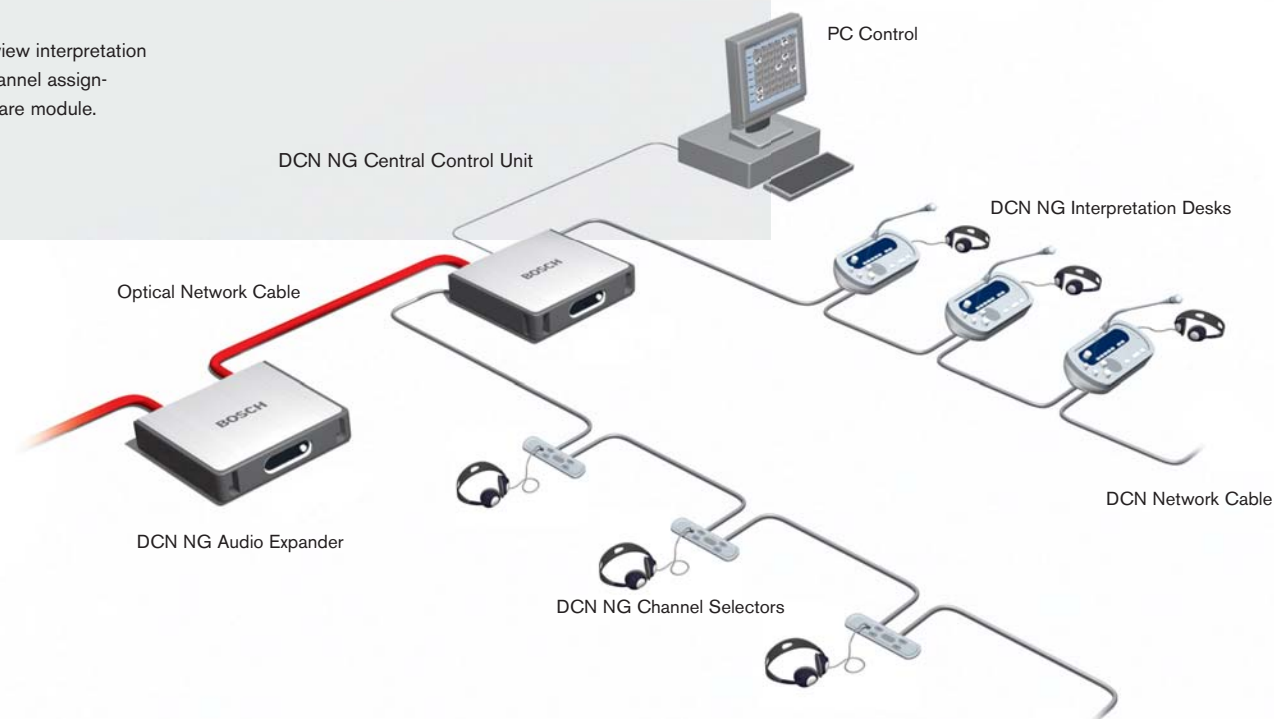 view interpretation
annel assign-
are module.
PC Control
DCN NG Central Control Unit
DCN NG Interpretation Desks
Optical Network Cable
BOSCH
BOSCH
DCN Network Cable
DCN NG Audio Expander
DCN NG Channel Selectors